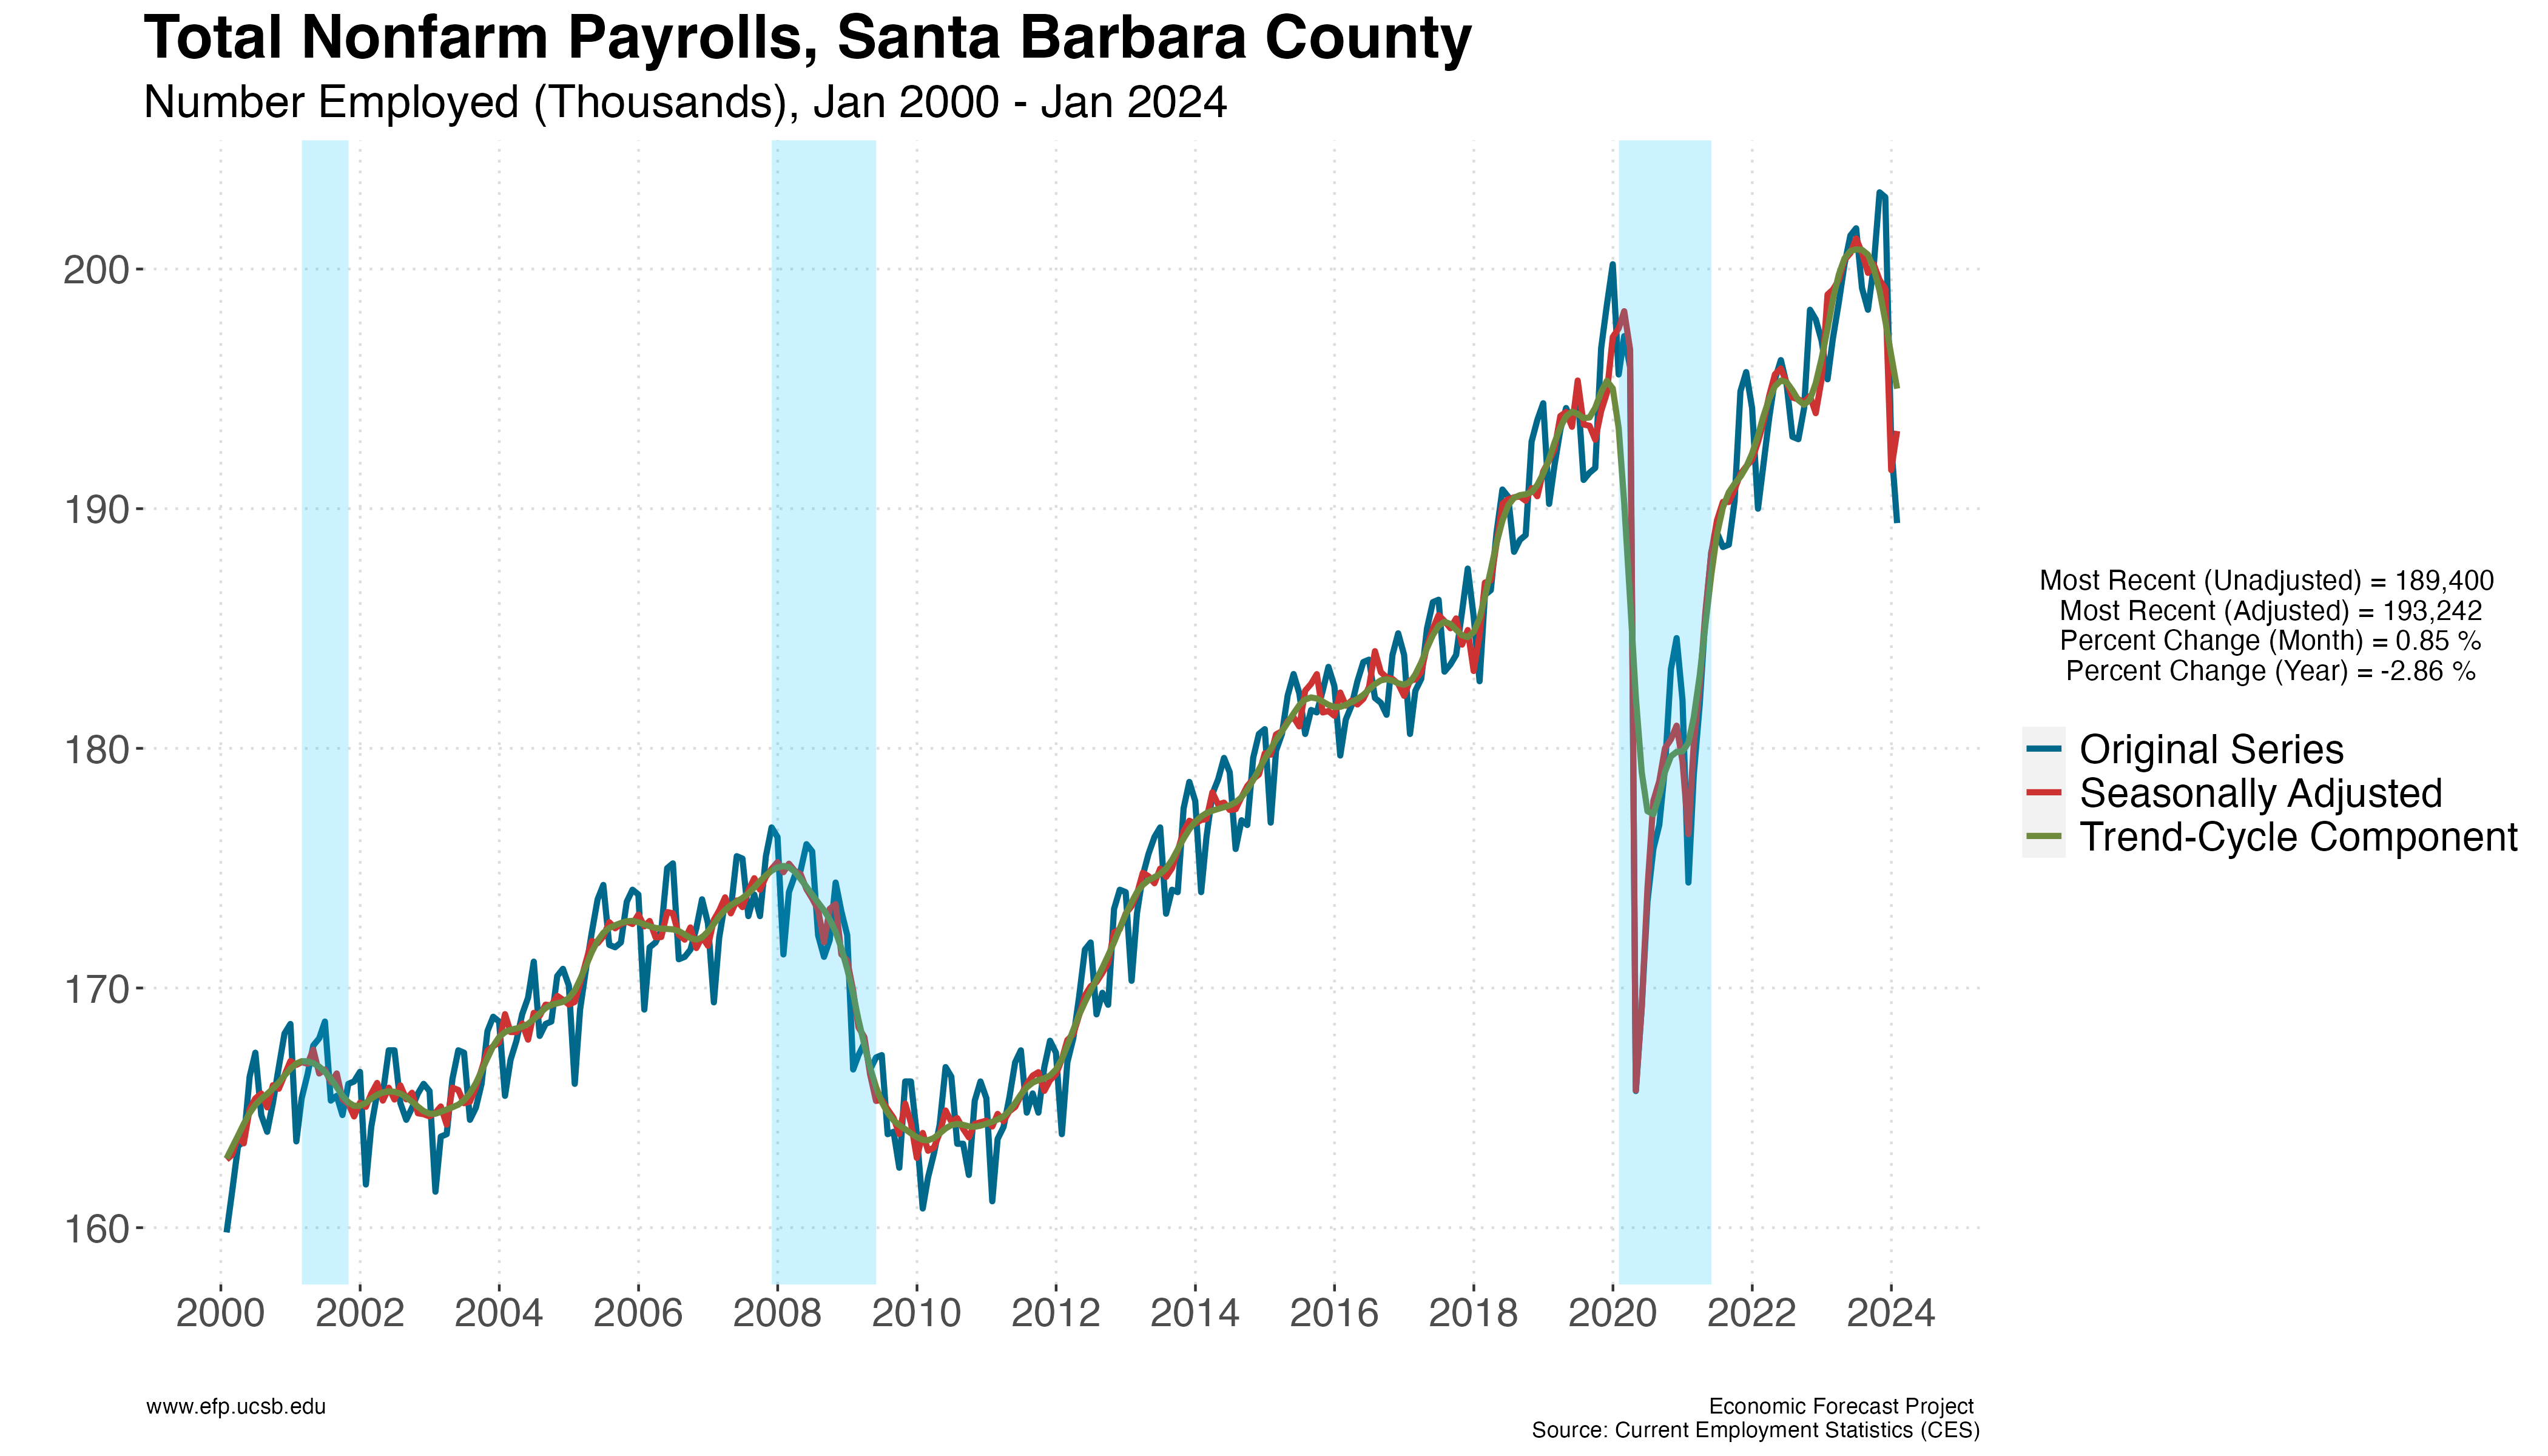 Total Nonfarm Payrolls, Santa Barbara County
Number Employed (Thousands), Jan 2000 - Jan 2024
200
190
180
170
160
2000 2002 2004 2006 2008 2010 2012 2014 2016 2018 2020 2022 2024
Most Recent (Unadjusted) = 189,400
Most Recent (Adjusted) = 193,242
Percent Change (Month) = 0.85 %
Percent Change (Year) = -2.86 %
Original Series
Seasonally Adjusted
Trend-Cycle Component
www.efp.ucsb.edu
Economic Forecast Project
Source: Current Employment Statistics (CES)